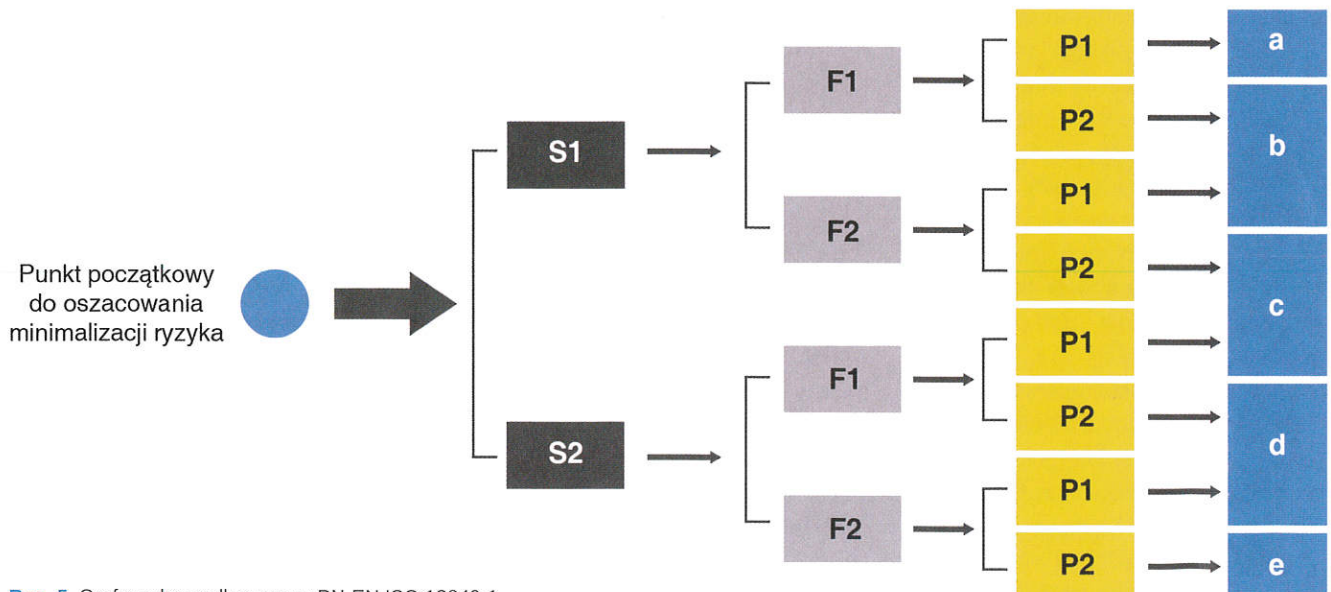 Punkt początkowy
do oszacowania
minimalizacji ryzyka
S1
S2
F1
F2
F1
F2
P1
P2
P1
P2
P1
P2
P1
P2
a
b
c
d
e